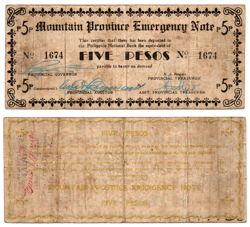 5P Mountain Province Emergency Note 5P
This certifies that there has been deposited in
the Philippine National Bank the equivalent of
No 1674 FIVE PESOS No 1674
payable to bearer on demand
PROVINCIAL GOVERNOR
PROVINCIAL TREASURER
Countersigned:
PROVINCIAL AUDITOR ASST. PROVINCIAL TREASURER
5P 5P
MOUNTAIN PROVINCE EMERGENCY NOTE
FIVE PESOS